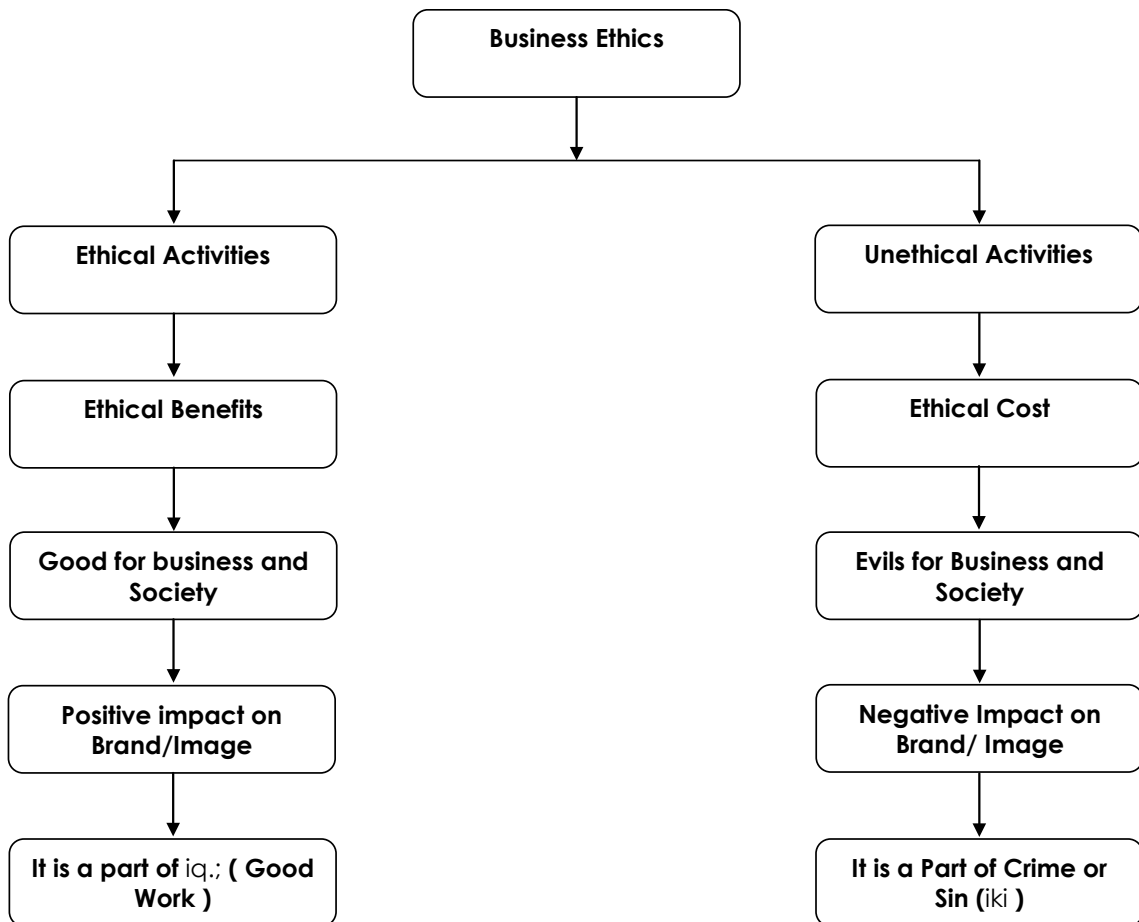 Business Ethics
Ethical Activities
Unethical Activities
Ethical Benefits
Ethical Cost
Good for business and
Society
Evils for Business and
Society
Positive impact on
Brand/Image
Negative Impact on
Brand/ Image
It is a part of iq.; ( Good
Work )
It is a Part of Crime or
Sin (iki )